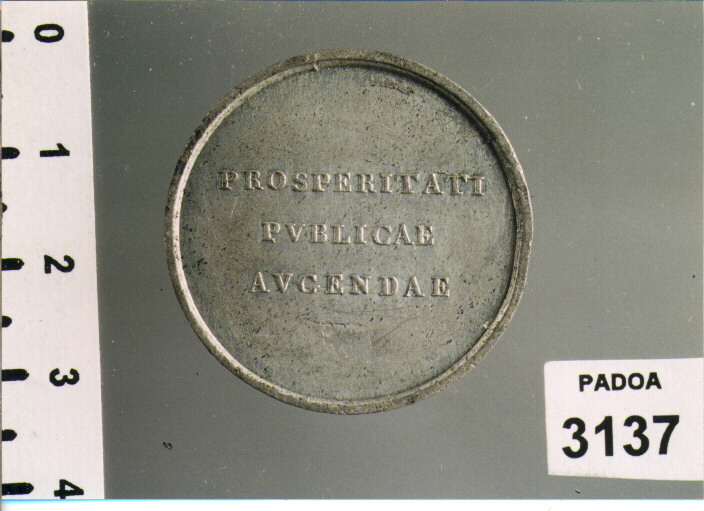 0
1
2
3
4
PROSPERITATI
PVBLICAE
AVGENDAE
PADOA
3137